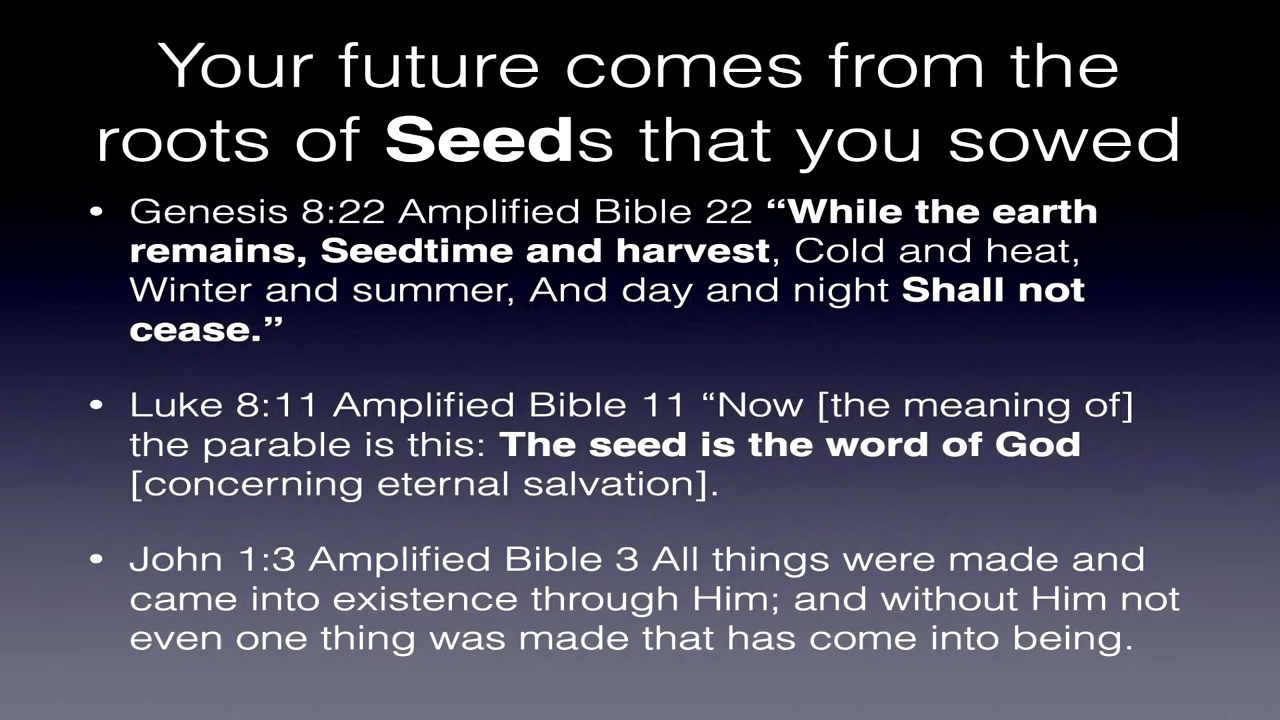 Your future comes from the
roots of Seeds that you sowed
• Genesis 8:22 Amplified Bible 22 “While the earth
remains, Seedtime and harvest, Cold and heat,
Winter and summer, And day and night Shall not
cease.”
• Luke 8:11 Amplified Bible 11 “Now [the meaning of]
the parable is this: The seed is the word of God
[concerning eternal salvation].
• John 1:3 Amplified Bible 3 All things were made and
came into existence through Him; and without Him not
even one thing was made that has come into being.